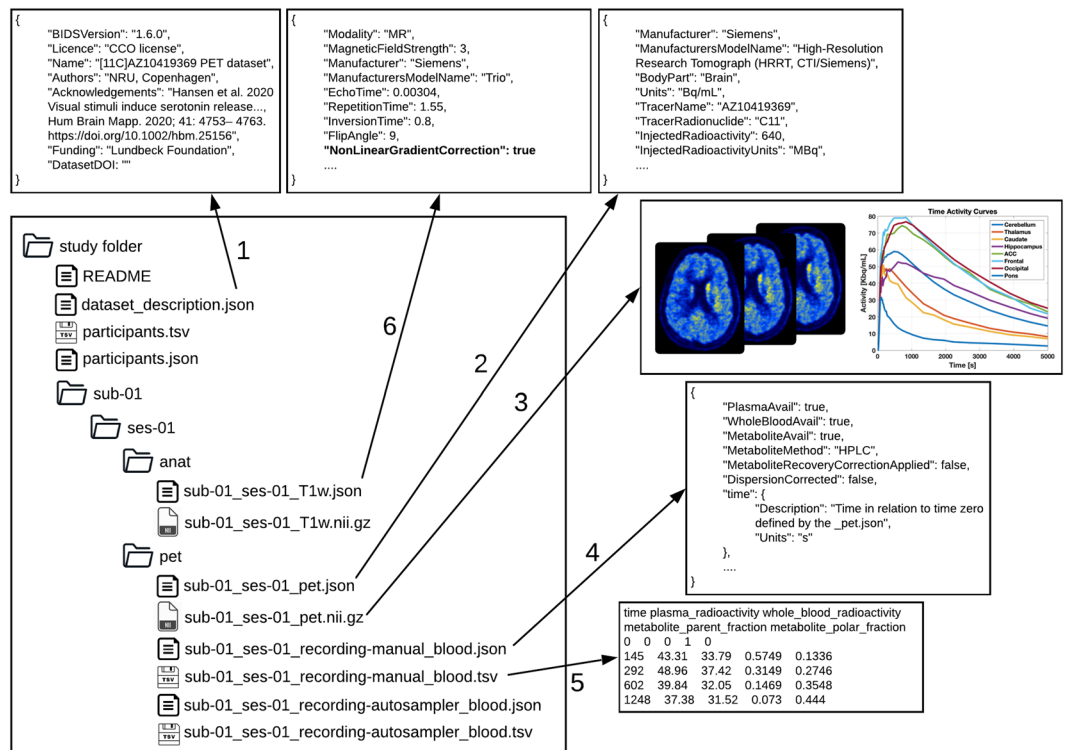 {
"BIDSVersion": "1.6.0",
"Licence": "CCO license",
"Name": "[11C]AZ10419369 PET dataset",
"Authors": "NRU, Copenhagen",
"Acknowledgements": "Hansen et al. 2020
Visual stimuli induce serotonin release...,
Hum Brain Mapp. 2020; 41: 4753– 4763.
https://doi.org/10.1002/hbm.25156",
"Funding": "Lundbeck Foundation",
"DatasetDOI: ""
}
{
"Modality": "MR",
"MagneticFieldStrength": 3,
"Manufacturer": "Siemens",
"ManufacturersModelName": "Trio",
"EchoTime": 0.00304,
"RepetitionTime": 1.55,
"InversionTime": 0.8,
"FlipAngle": 9,
"NonLinearGradientCorrection": true
....
}
{
"Manufacturer": "Siemens",
"ManufacturersModelName": "High-Resolution
Research Tomograph (HRRT, CTI/Siemens)",
"BodyPart": "Brain",
"Units": "Bq/mL",
"TracerName": "AZ10419369",
"TracerRadionuclide": "C11",
"InjectedRadioactivity": 640,
"InjectedRadioactivityUnits": "MBq",
....
}
study folder
README
dataset_description.json
TSV
participants.tsv
participants.json
sub-01
ses-01
anat
sub-01_ses-01_T1w.json
NII
sub-01_ses-01_T1w.nii.gz
pet
sub-01_ses-01_pet.json
NII
sub-01_ses-01_pet.nii.gz
sub-01_ses-01_recording-manual_blood.json
TSV
sub-01_ses-01_recording-manual_blood.tsv
sub-01_ses-01_recording-autosampler_blood.json
TSV
sub-01_ses-01_recording-autosampler_blood.tsv
1
6
2
3
4
5
Time Activity Curves
Activity [Kbq/mL]
80
70
60
50
40
30
20
10
0
Cerebellum
Thalamus
Caudate
Hippocampus
ACC
Frontal
Occipital
Pons
0 1000 2000 3000 4000 5000
Time [s]
{
"PlasmaAvail": true,
"WholeBloodAvail": true,
"MetaboliteAvail": true,
"MetaboliteMethod": "HPLC",
"MetaboliteRecoveryCorrectionApplied": false,
"DispersionCorrected": false,
"time": {
"Description": "Time in relation to time zero
defined by the _pet.json",
"Units": "s"
},
....
}
time plasma_radioactivity whole_blood_radioactivity
metabolite_parent_fraction metabolite_polar_fraction
0 0 0 1 0
145 43.31 33.79 0.5749 0.1336
292 48.96 37.42 0.3149 0.2746
602 39.84 32.05 0.1469 0.3548
1248 37.38 31.52 0.073 0.444